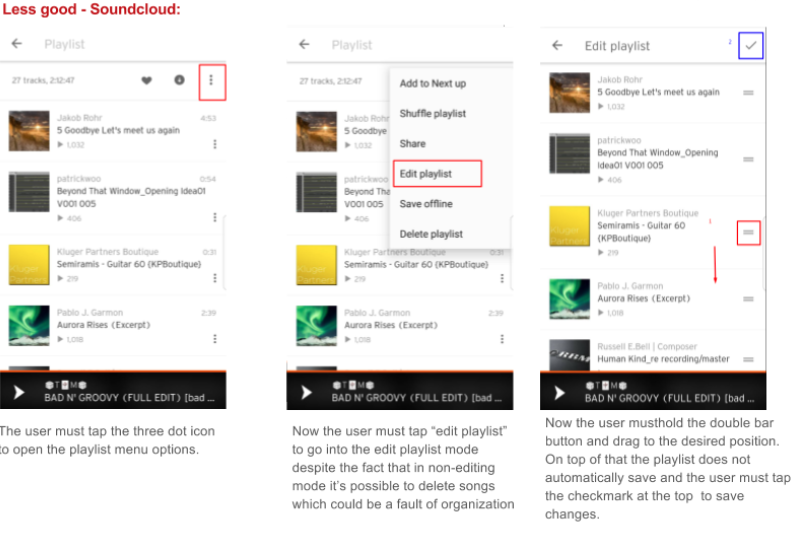 Less good - Soundcloud:
Playlist
27 tracks, 2:12:47
Jakob Rohr
4:53
5 Goodbye Let's meet us again
1,032
patrickwoo
0:54
Beyond That Window_Opening Idea01
V001 005
406
Kluger Partners Boutique
0:31
Semiramis - Guitar 60 (KPBoutique)
219
Pablo J. Garmon
2:39
Aurora Rises (Excerpt)
1,018
BAD N' GROOVY (FULL EDIT) [bad ...
The user must tap the three dot icon
to open the playlist menu options.
Playlist
27 tracks, 2:12:47
Add to Next up
Shuffle playlist
Share
Edit playlist
Save offline
Delete playlist
Jakob Rohr
5 Goodbye
1,032
patrickwoo
Beyond Tha
V001 005
406
Kluger Partners Boutique
0:31
Semiramis - Guitar 60 (KPBoutique)
219
Pablo J. Garmon
2:39
Aurora Rises (Excerpt)
1,018
BAD N' GROOVY (FULL EDIT) [bad ...
Now the user must tap “edit playlist”
to go into the edit playlist mode
despite the fact that in non-editing
mode it’s possible to delete songs
which could be a fault of organization
Edit playlist
2
Jakob Rohr
5 Goodbye Let's meet us again
1,032
patrickwoo
Beyond That Window_Opening
Idea01 V001 005
406
Kluger Partners Boutique
1
Semiramis - Guitar 60
(KPBoutique)
219
Pablo J. Garmon
Aurora Rises (Excerpt)
1,018
Russell E.Bell | Composer
Human Kind_re recording/master
BAD N' GROOVY (FULL EDIT) [bad ...
Now the user musthold the double bar
button and drag to the desired position.
On top of that the playlist does not
automatically save and the user must tap
the checkmark at the top to save
changes.